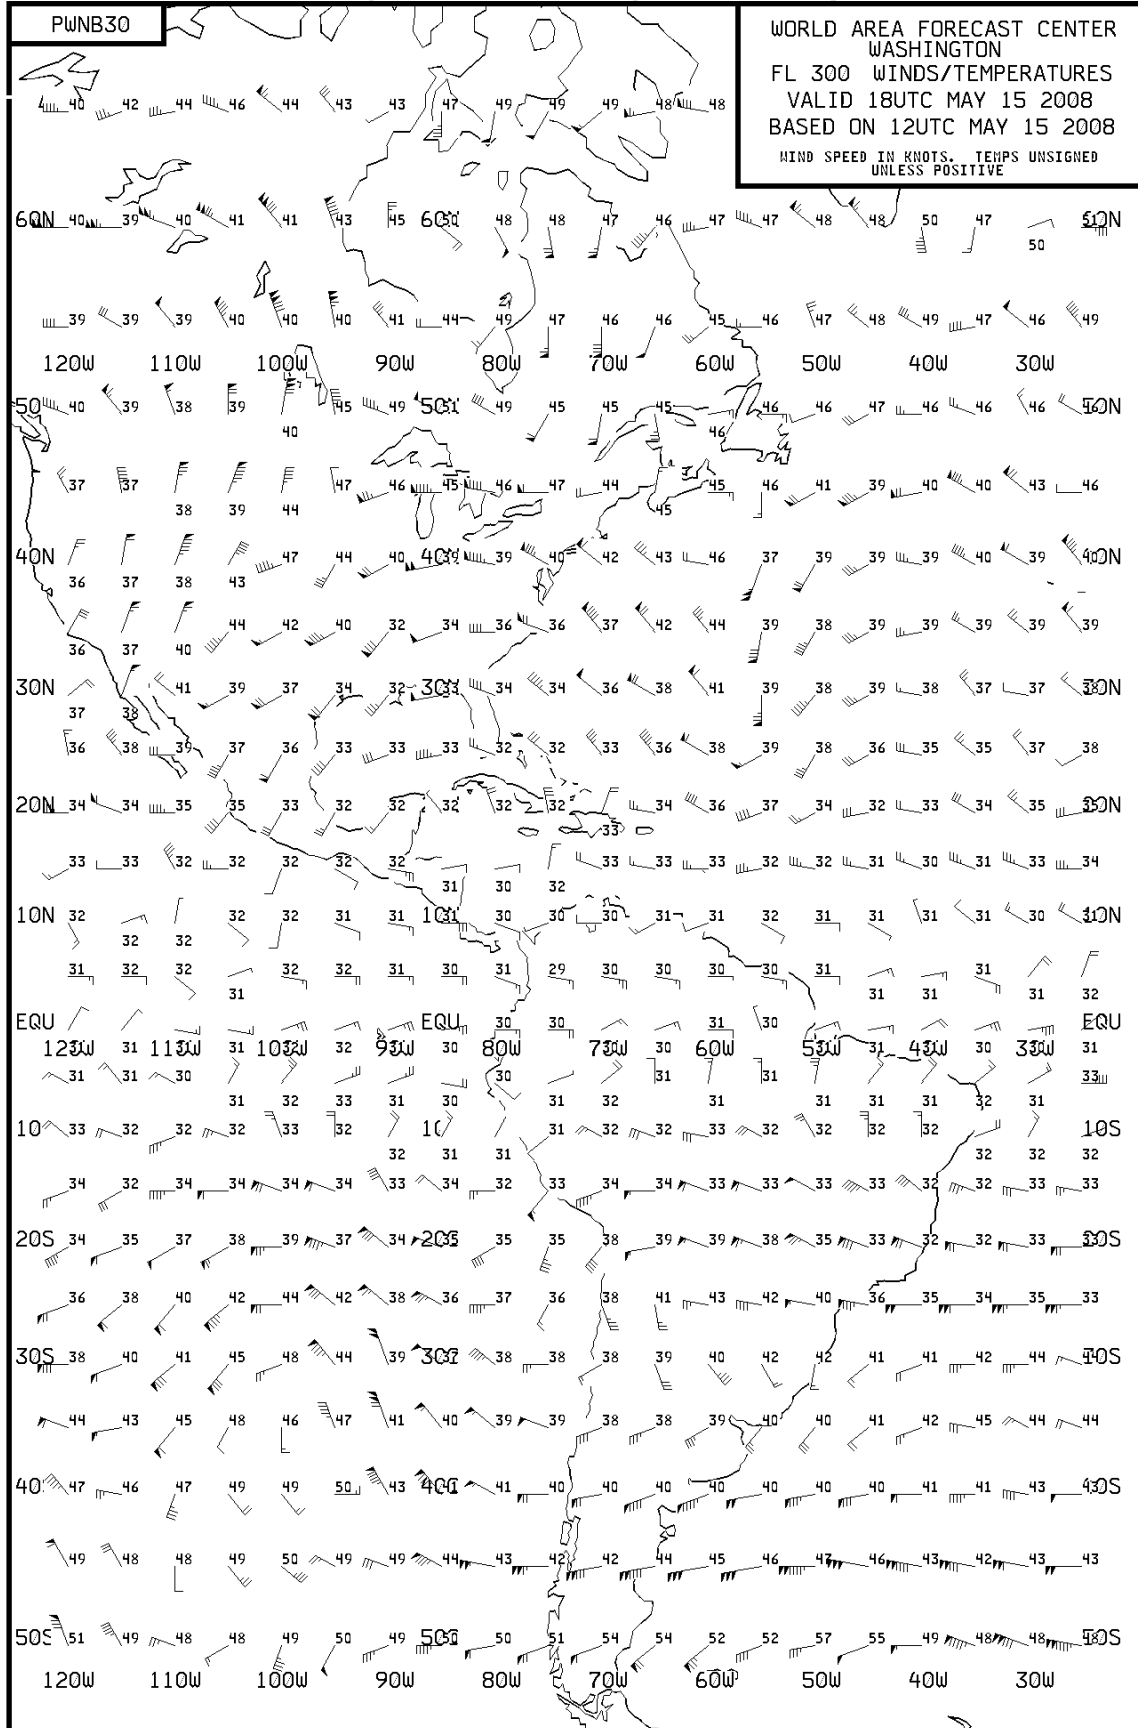 PWNB30
WORLD AREA FORECAST CENTER
WASHINGTON
FL 300 WINDS/TEMPERATURES
VALID 18UTC MAY 15 2008
BASED ON 12UTC MAY 15 2008
WIND SPEED IN KNOTS. TEMPS UNSIGNED
UNLESS POSITIVE
40 42 44 46 44 43 43 47 49 49 49 48 48
60N 40 39 40 41 41 43 45 48 48 47 46 47 47 48 48 50 47
50
39 39 39 40 40 40 41 44 49 47 46 46 45 46 47 48 49 47 46 49
120W 110W 100W 90W 80W 70W 60W 50W 40W 30W
50 40 39 38 39 45 49 49 45 45 45 46 46 47 46 46 46
40 46
37 37 47 46 45 46 47 44 45 46 41 39 40 40 43 46
38 39 44 45
40N 47 44 40 39 40 42 43 46 37 39 39 39 40 39
36 37 38 43
44 42 40 32 34 36 36 37 42 44 39 38 39 39 39 39 39
36 37 40
30N 41 39 37 34 32 34 34 36 38 41 39 38 39 38 37 37
37 38
36 38 39 37 36 33 33 33 32 32 33 36 38 39 38 36 35 35 37 38
20N 34 34 35 35 33 32 32 32 32 32 34 36 37 34 32 33 34 35
33
33 33 32 32 32 32 32 33 33 33 32 32 31 30 31 33 34
31 30 32
10N 32 32 32 31 31 30 30 30 31 31 32 31 31 31 31 30
32 32
31 32 32 32 32 31 30 31 29 30 30 30 30 31 31
31 31 31 31 32
EQU EQU 30 30 31 30 EQU
120W 31 110W 100W 32 90W 30 80W 70W 60W 50W 31 40W 30 30W 31
31 31 30 30 31 31 33
31 32 33 31 30 31 32 31 31 31 31 32 31
10 33 32 32 32 33 32 31 32 32 33 32 32 32 32 10S
32 31 31 32 32 32
34 32 34 34 34 34 33 34 32 33 34 34 33 33 33 33 32 32 33 33
20S 34 35 37 38 39 37 34 35 35 38 39 39 38 35 33 32 32 33
36 38 40 42 44 42 38 36 37 36 38 41 43 42 40 36 35 34 35 33
30S 38 40 41 45 48 44 39 38 38 38 39 40 42 42 41 41 42 44
44 43 45 48 46 47 41 40 39 39 38 38 39 40 40 41 42 45 44 44
47 46 47 49 49 50 43 41 40 40 40 40 40 40 41 41 43
49 48 48 49 50 49 49 44 43 42 42 44 45 46 47 46 43 42 43 43
50S 51 49 48 48 49 50 49 50 51 54 54 52 52 57 55 49 48 48
120W 110W 100W 90W 80W 70W 60W 50W 40W 30W